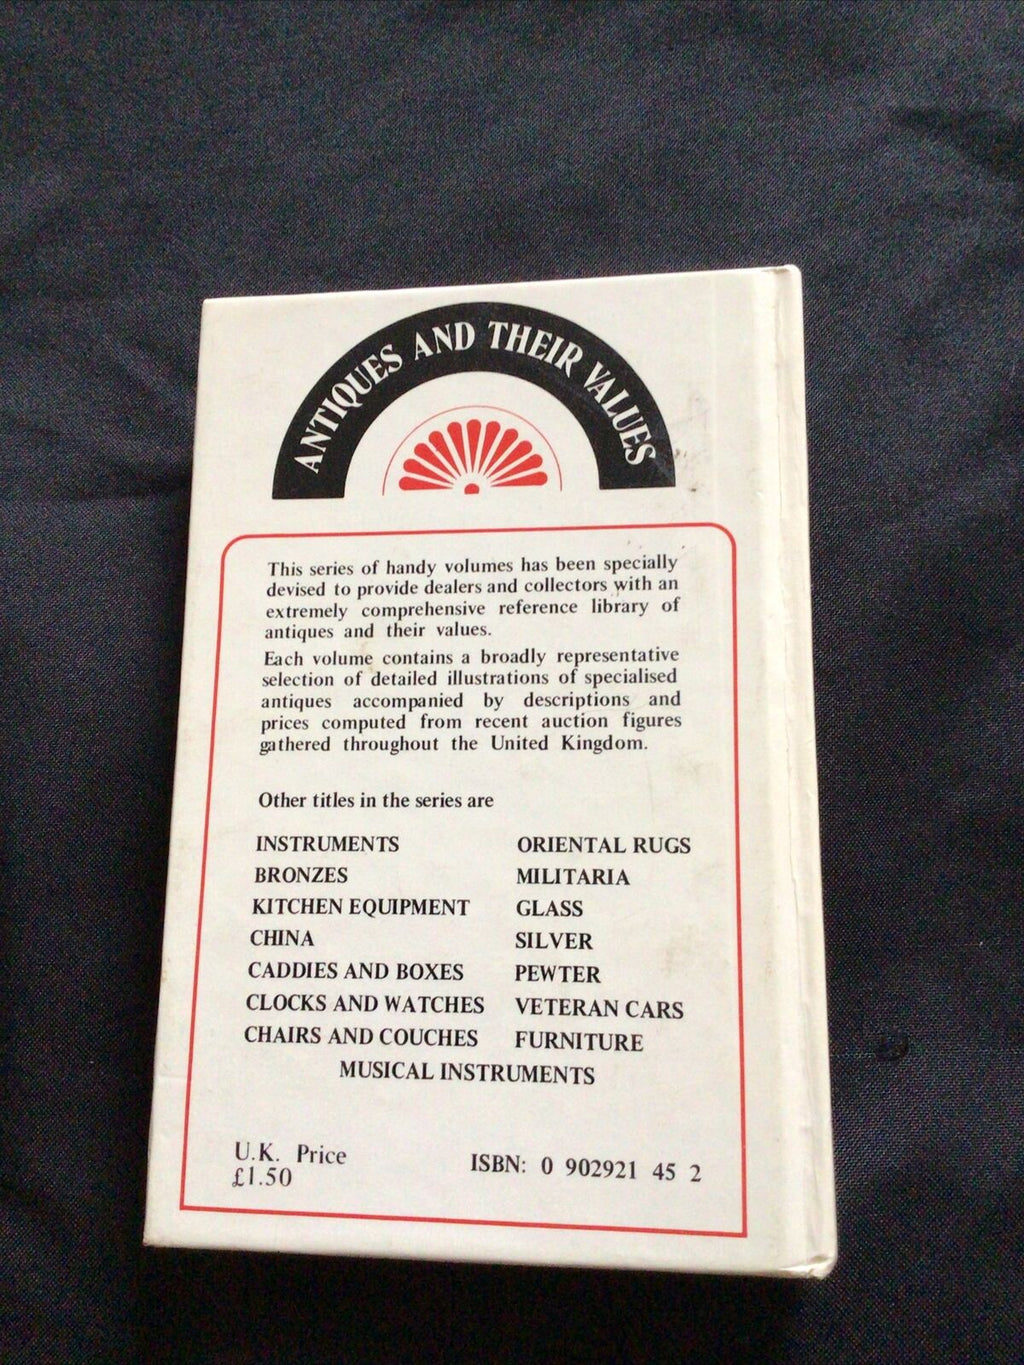 ANTIQUES AND THEIR VALUES
This series of handy volumes has been specially
devised to provide dealers and collectors with an
extremely comprehensive reference library of
antiques and their values.
Each volume contains a broadly representative
selection of detailed illustrations of specialised
antiques accompanied by descriptions and
prices computed from recent auction figures
gathered throughout the United Kingdom.
Other titles in the series are
INSTRUMENTS
BRONZES
KITCHEN EQUIPMENT
CHINA
CADDIES AND BOXES
CLOCKS AND WATCHES
CHAIRS AND COUCHES
ORIENTAL RUGS
MILITARIA
GLASS
SILVER
PEWTER
VETERAN CARS
FURNITURE
MUSICAL INSTRUMENTS
U.K. Price
£1.50
ISBN: 0 902921 45 2